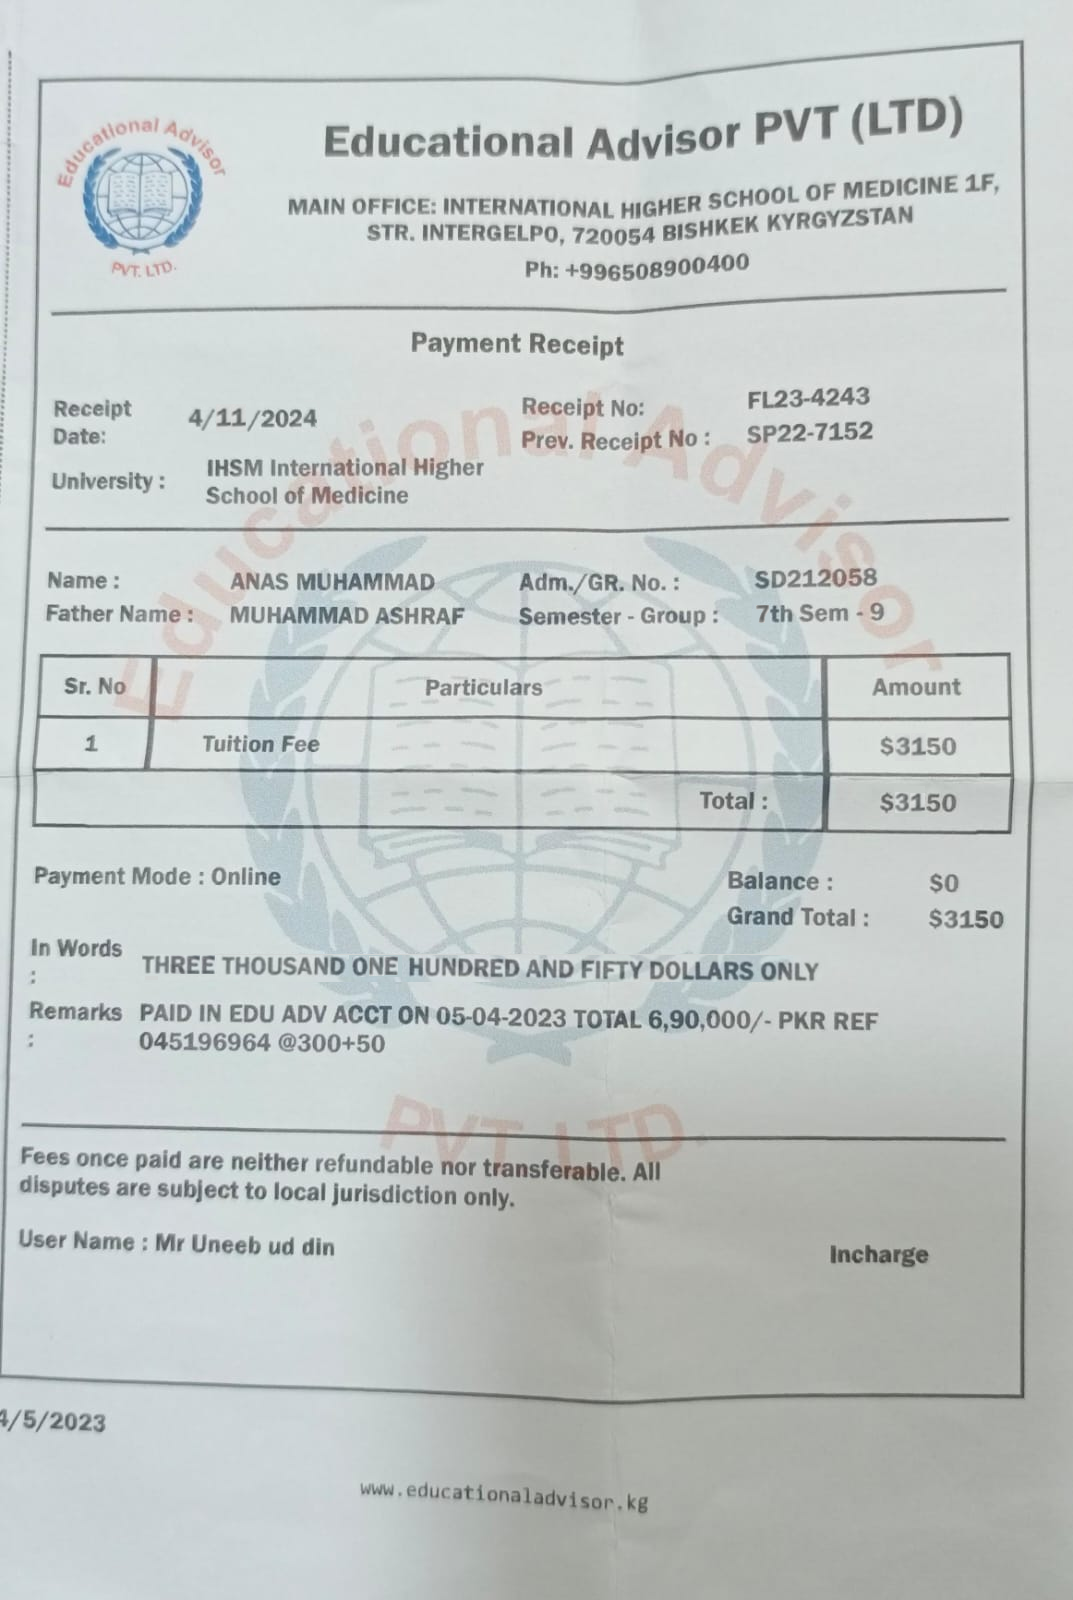 Educational Advisor
PVT. LTD.
Educational Advisor PVT (LTD)
MAIN OFFICE: INTERNATIONAL HIGHER SCHOOL OF MEDICINE 1F,
STR. INTERGELPO, 720054 BISHKEK KYRGYZSTAN
Ph: +996508900400
Payment Receipt
Receipt Date: 4/11/2024
Receipt No: FL23-4243
Prev. Receipt No : SP22-7152
University : IHSM International Higher
School of Medicine
Name : ANAS MUHAMMAD Adm./GR. No. : SD212058
Father Name : MUHAMMAD ASHRAF Semester - Group : 7th Sem - 9
Sr. No Particulars Amount
1 Tuition Fee $3150
Total : $3150
Payment Mode : Online Balance : $0
Grand Total : $3150
In Words : THREE THOUSAND ONE HUNDRED AND FIFTY DOLLARS ONLY
Remarks : PAID IN EDU ADV ACCT ON 05-04-2023 TOTAL 6,90,000/- PKR REF
045196964 @300+50
Educational Advisor
PVT LTD.
Fees once paid are neither refundable nor transferable. All
disputes are subject to local jurisdiction only.
User Name : Mr Uneeb ud din
Incharge
4/5/2023
www.educationaladvisor.kg